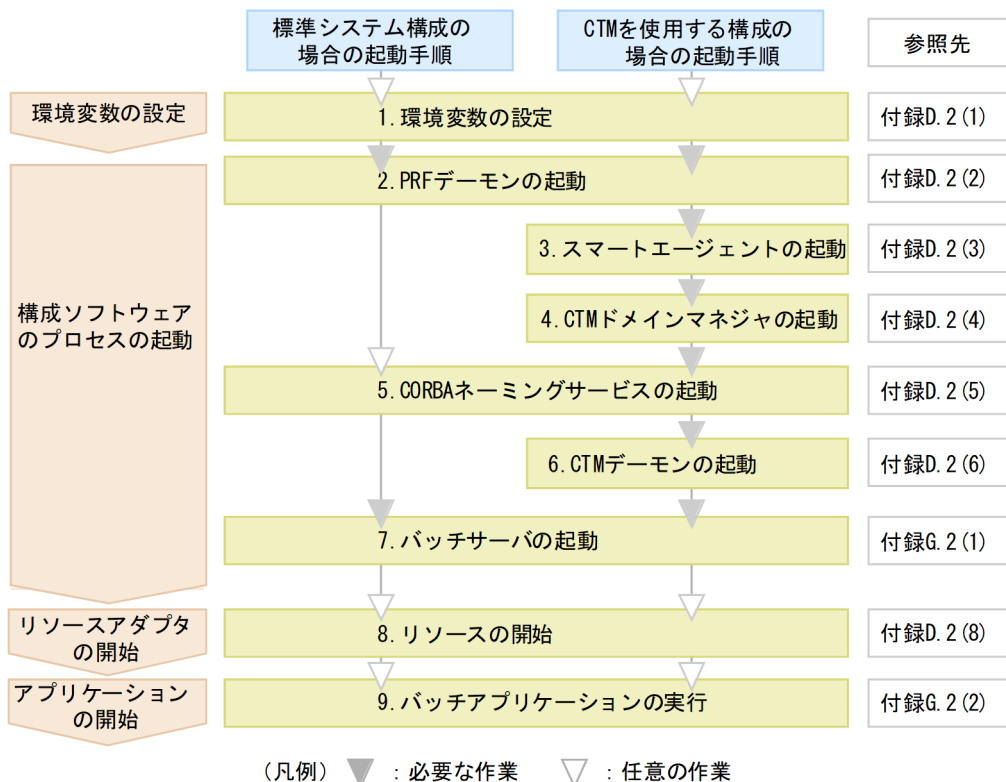 標準システム構成の
場合の起動手順
CTMを使用する構成の
場合の起動手順
参照先
環境変数の設定
1.環境変数の設定
付録D.2(1)
2.PRFデーモンの起動
付録D.2(2)
3.スマートエージェントの起動
付録D.2(3)
構成ソフトウェア
のプロセスの起動
4.CTMドメインマネジャの起動
付録D.2(4)
5.CORBAネーミングサービスの起動
付録D.2(5)
6.CTMデーモンの起動
付録D.2(6)
7.バッチサーバの起動
付録G.2(1)
リソースアダプタ
の開始
8.リソースの開始
付録D.2(8)
アプリケーション
の開始
9.バッチアプリケーションの実行
付録G.2(2)
(凡例) ▼ :必要な作業 ▽ :任意の作業